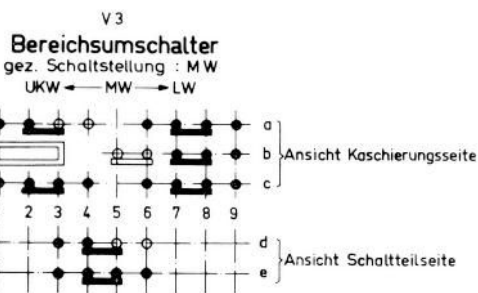 V 3
Bereichsumschalter
gez. Schaltstellung : MW
UKW MW LW
a
b Ansicht Kaschierungsseite
c
2 3 4 5 6 7 8 9
d
Ansicht Schaltteilseite
e